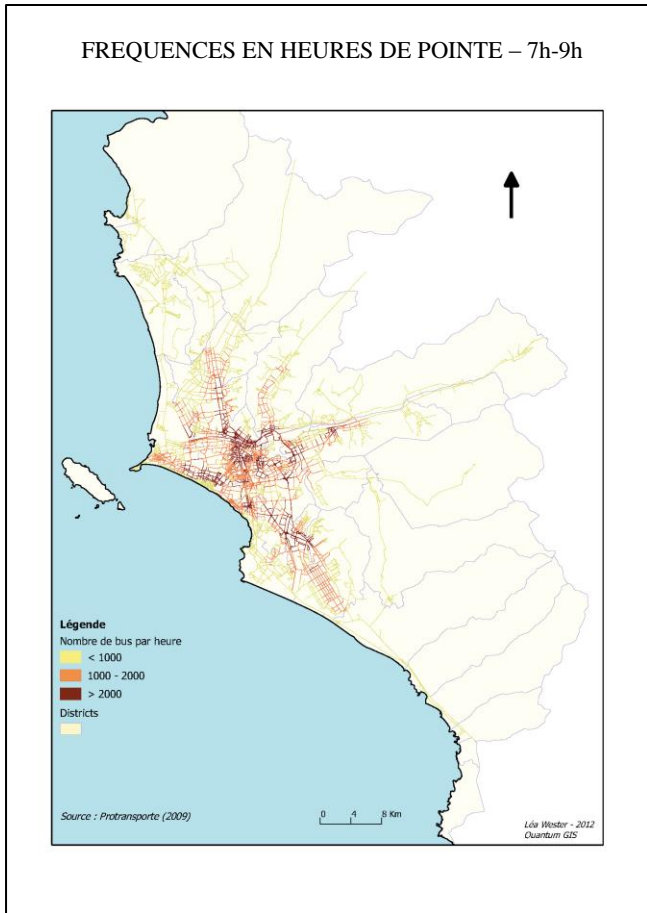 FREQUENCES EN HEURES DE POINTE – 7h-9h
Légende
Nombre de bus par heure
< 1000
1000 - 2000
> 2000
Districts
Source : Protransporte (2009)
0 4 8 Km
Léa Wester - 2012
Quantum GIS